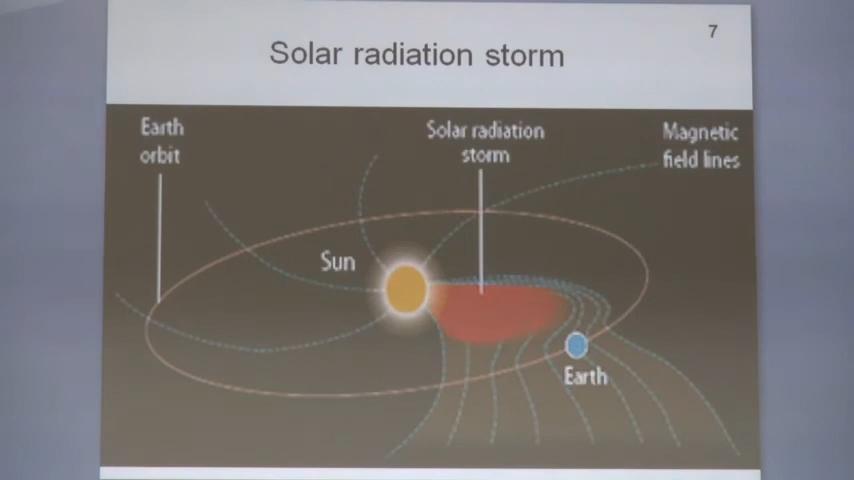 7
Solar radiation storm
Earth
orbit
Solar radiation
storm
Magnetic
field lines
Sun
Earth